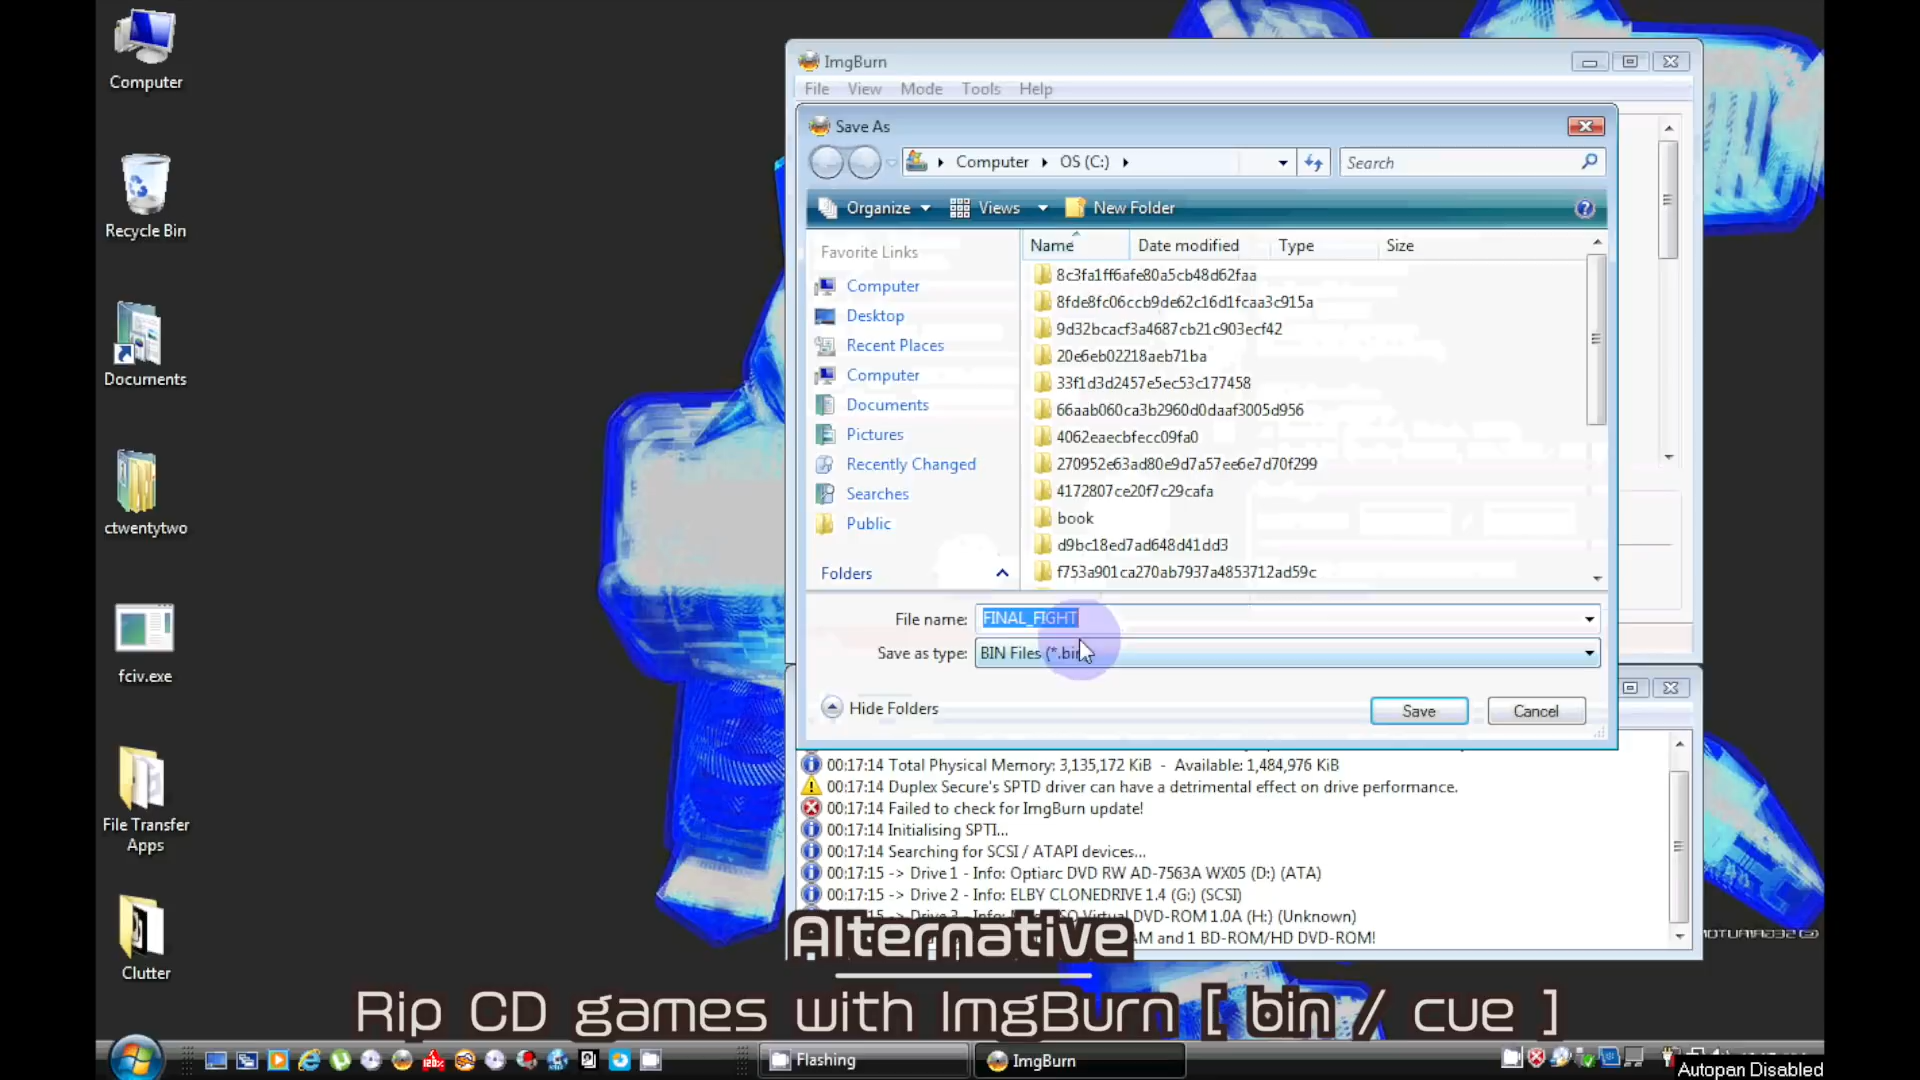 Computer
Recycle Bin
Documents
ctwentytwo
fciv.exe
File Transfer
Apps
Clutter
ImgBurn
File View Mode Tools Help
Save As
Computer OS (C:)
Search
Organize Views New Folder
Favorite Links
Computer
Desktop
Recent Places
Computer
Documents
Pictures
Recently Changed
Searches
Public
Folders
Name Date modified Type Size
8c3fa1ff6afe80a5cb48d62faa
8fde8fc06ccb9de62c16d1fcaa3c915a
9d32bcacf3a4687cb21c903ecf42
20e6eb02218aeb71ba
33f1d3d2457e5ec53c177458
66aab060ca3b2960d0daaf3005d956
4062eaecbfecc09fa0
270952e63ad80e9d7a57ee6e7d70f299
4172807ce20f7c29cafa
book
d9bc18ed7ad648d41dd3
f753a901ca270ab7937a4853712ad59c
File name: FINAL_FIGHT
Save as type: BIN Files (*.bin)
Hide Folders
Save Cancel
00:17:14 Total Physical Memory: 3,135,172 KiB - Available: 1,484,976 KiB
00:17:14 Duplex Secure's SPTD driver can have a detrimental effect on drive performance.
00:17:14 Failed to check for ImgBurn update!
00:17:14 Initialising SPTI...
00:17:14 Searching for SCSI / ATAPI devices...
00:17:15 -> Drive 1 - Info: Optiarc DVD RW AD-7563A WX05 (D:) (ATA)
00:17:15 -> Drive 2 - Info: ELBY CLONEDRIVE 1.4 (G:) (SCSI)
:15 -> Drive 3 - Info: Virtual DVD-ROM 1.0A (H:) (Unknown)
and 1 BD-ROM/HD DVD-ROM!
Alternative
Rip CD games with ImgBurn [ bin / cue ]
Flashing
ImgBurn
Autopan Disabled